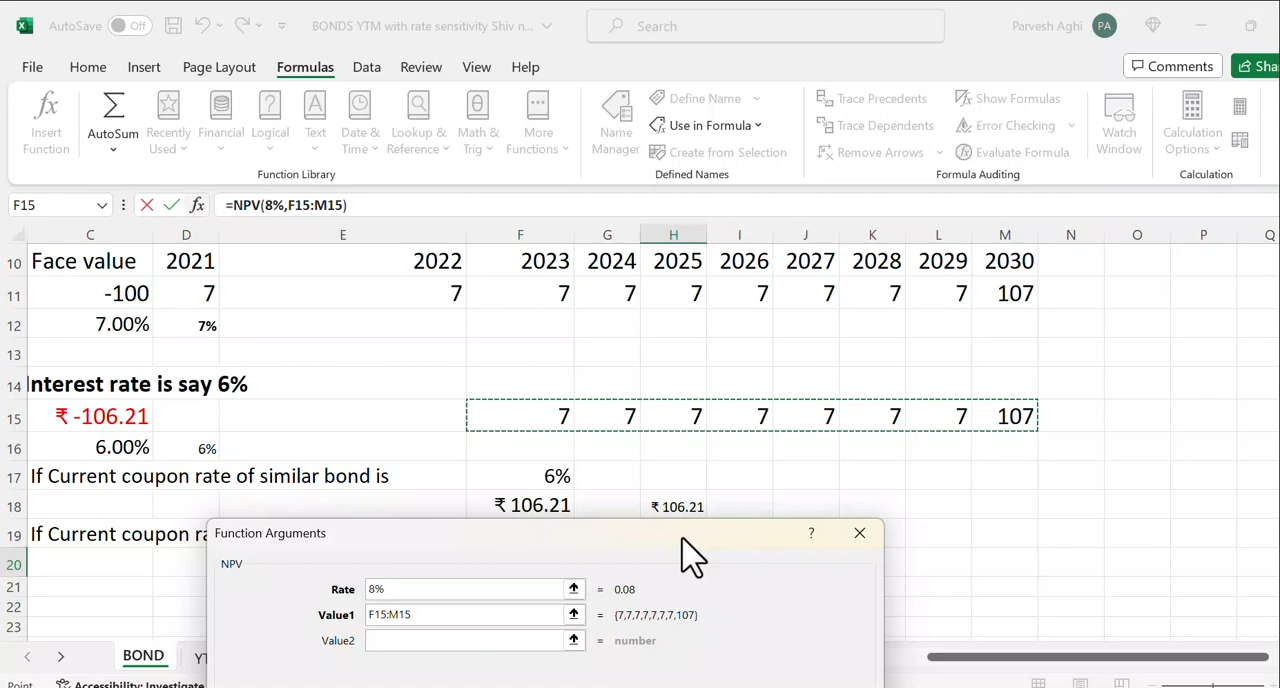 AutoSave Off BONDS YTM with rate sensitivity Shiv n... Search Parvesh Aghi PA
File Home Insert Page Layout Formulas Data Review View Help Comments Sha
fx Insert Function
Σ AutoSum
Recently Used
Financial
Logical
Text
Date & Time
Lookup & Reference
Math & Trig
More Functions
Function Library
Name Manager
Define Name
Use in Formula
Create from Selection
Defined Names
Trace Precedents
Trace Dependents
Remove Arrows
Show Formulas
Error Checking
Evaluate Formula
Formula Auditing
Watch Window
Calculation Options
Calculation
F15 fx =NPV(8%,F15:M15)
C D E F G H I J K L M N O P Q
10 Face value 2021 2022 2023 2024 2025 2026 2027 2028 2029 2030
11 -100 7 7 7 7 7 7 7 7 7 107
12 7.00% 7%
13
14 Interest rate is say 6%
15 ₹ -106.21 7 7 7 7 7 7 7 107
16 6.00% 6%
17 If Current coupon rate of similar bond is 6%
18 ₹ 106.21 ₹ 106.21
19 If Current coupon ra
20
21
22
23
Function Arguments ?
NPV
Rate 8% = 0.08
Value1 F15:M15 = {7,7,7,7,7,7,7,107}
Value2 = number
BOND YT
Point Accessibility: Investigate